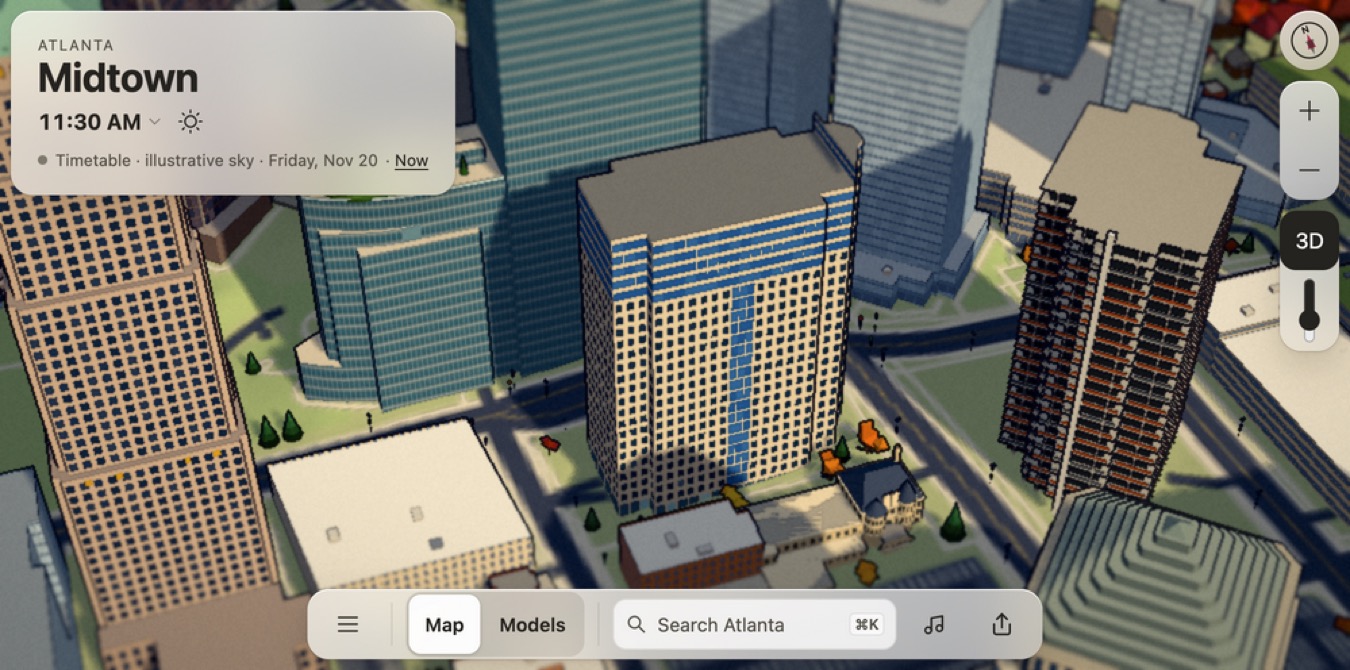 ATLANTA
Midtown
11:30 AM
Timetable · illustrative sky · Friday, Nov 20 · Now
N
+
−
3D
Map
Models
Search Atlanta
⌘K